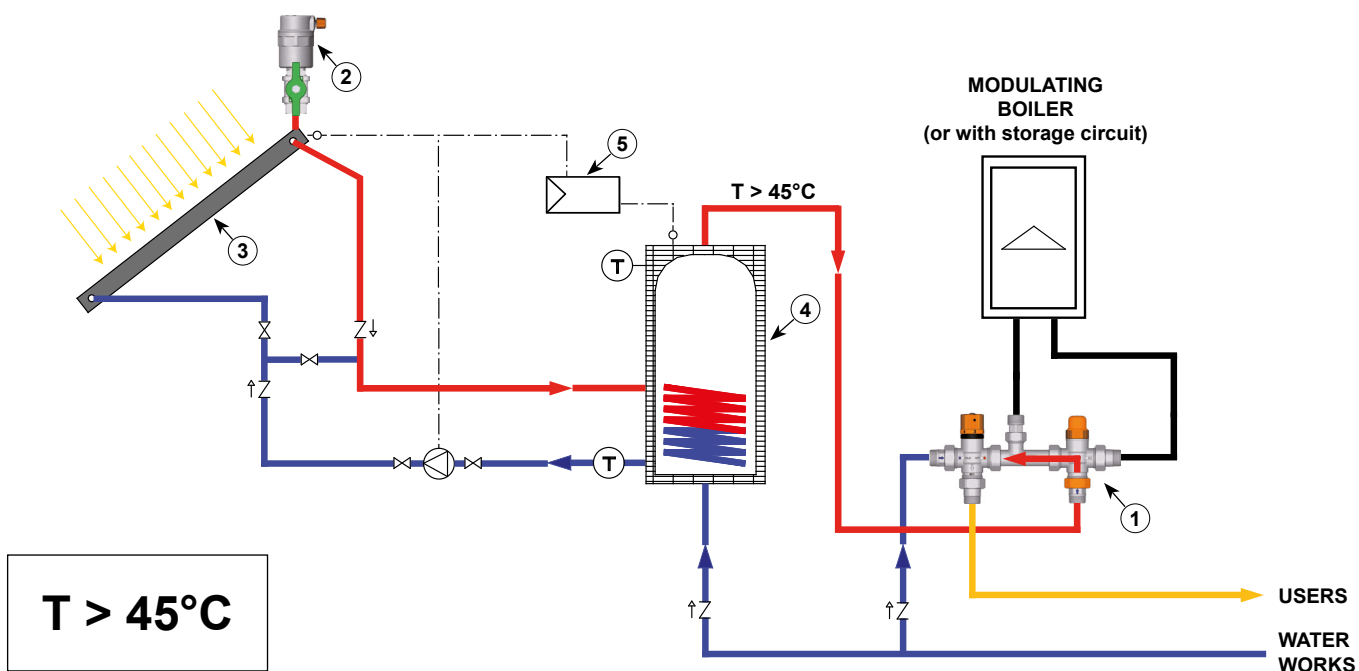 2
MODULATING
BOILER
(or with storage circuit)
5
T > 45°C
3
T
4
T
1
T > 45°C
USERS
WATER
WORKS